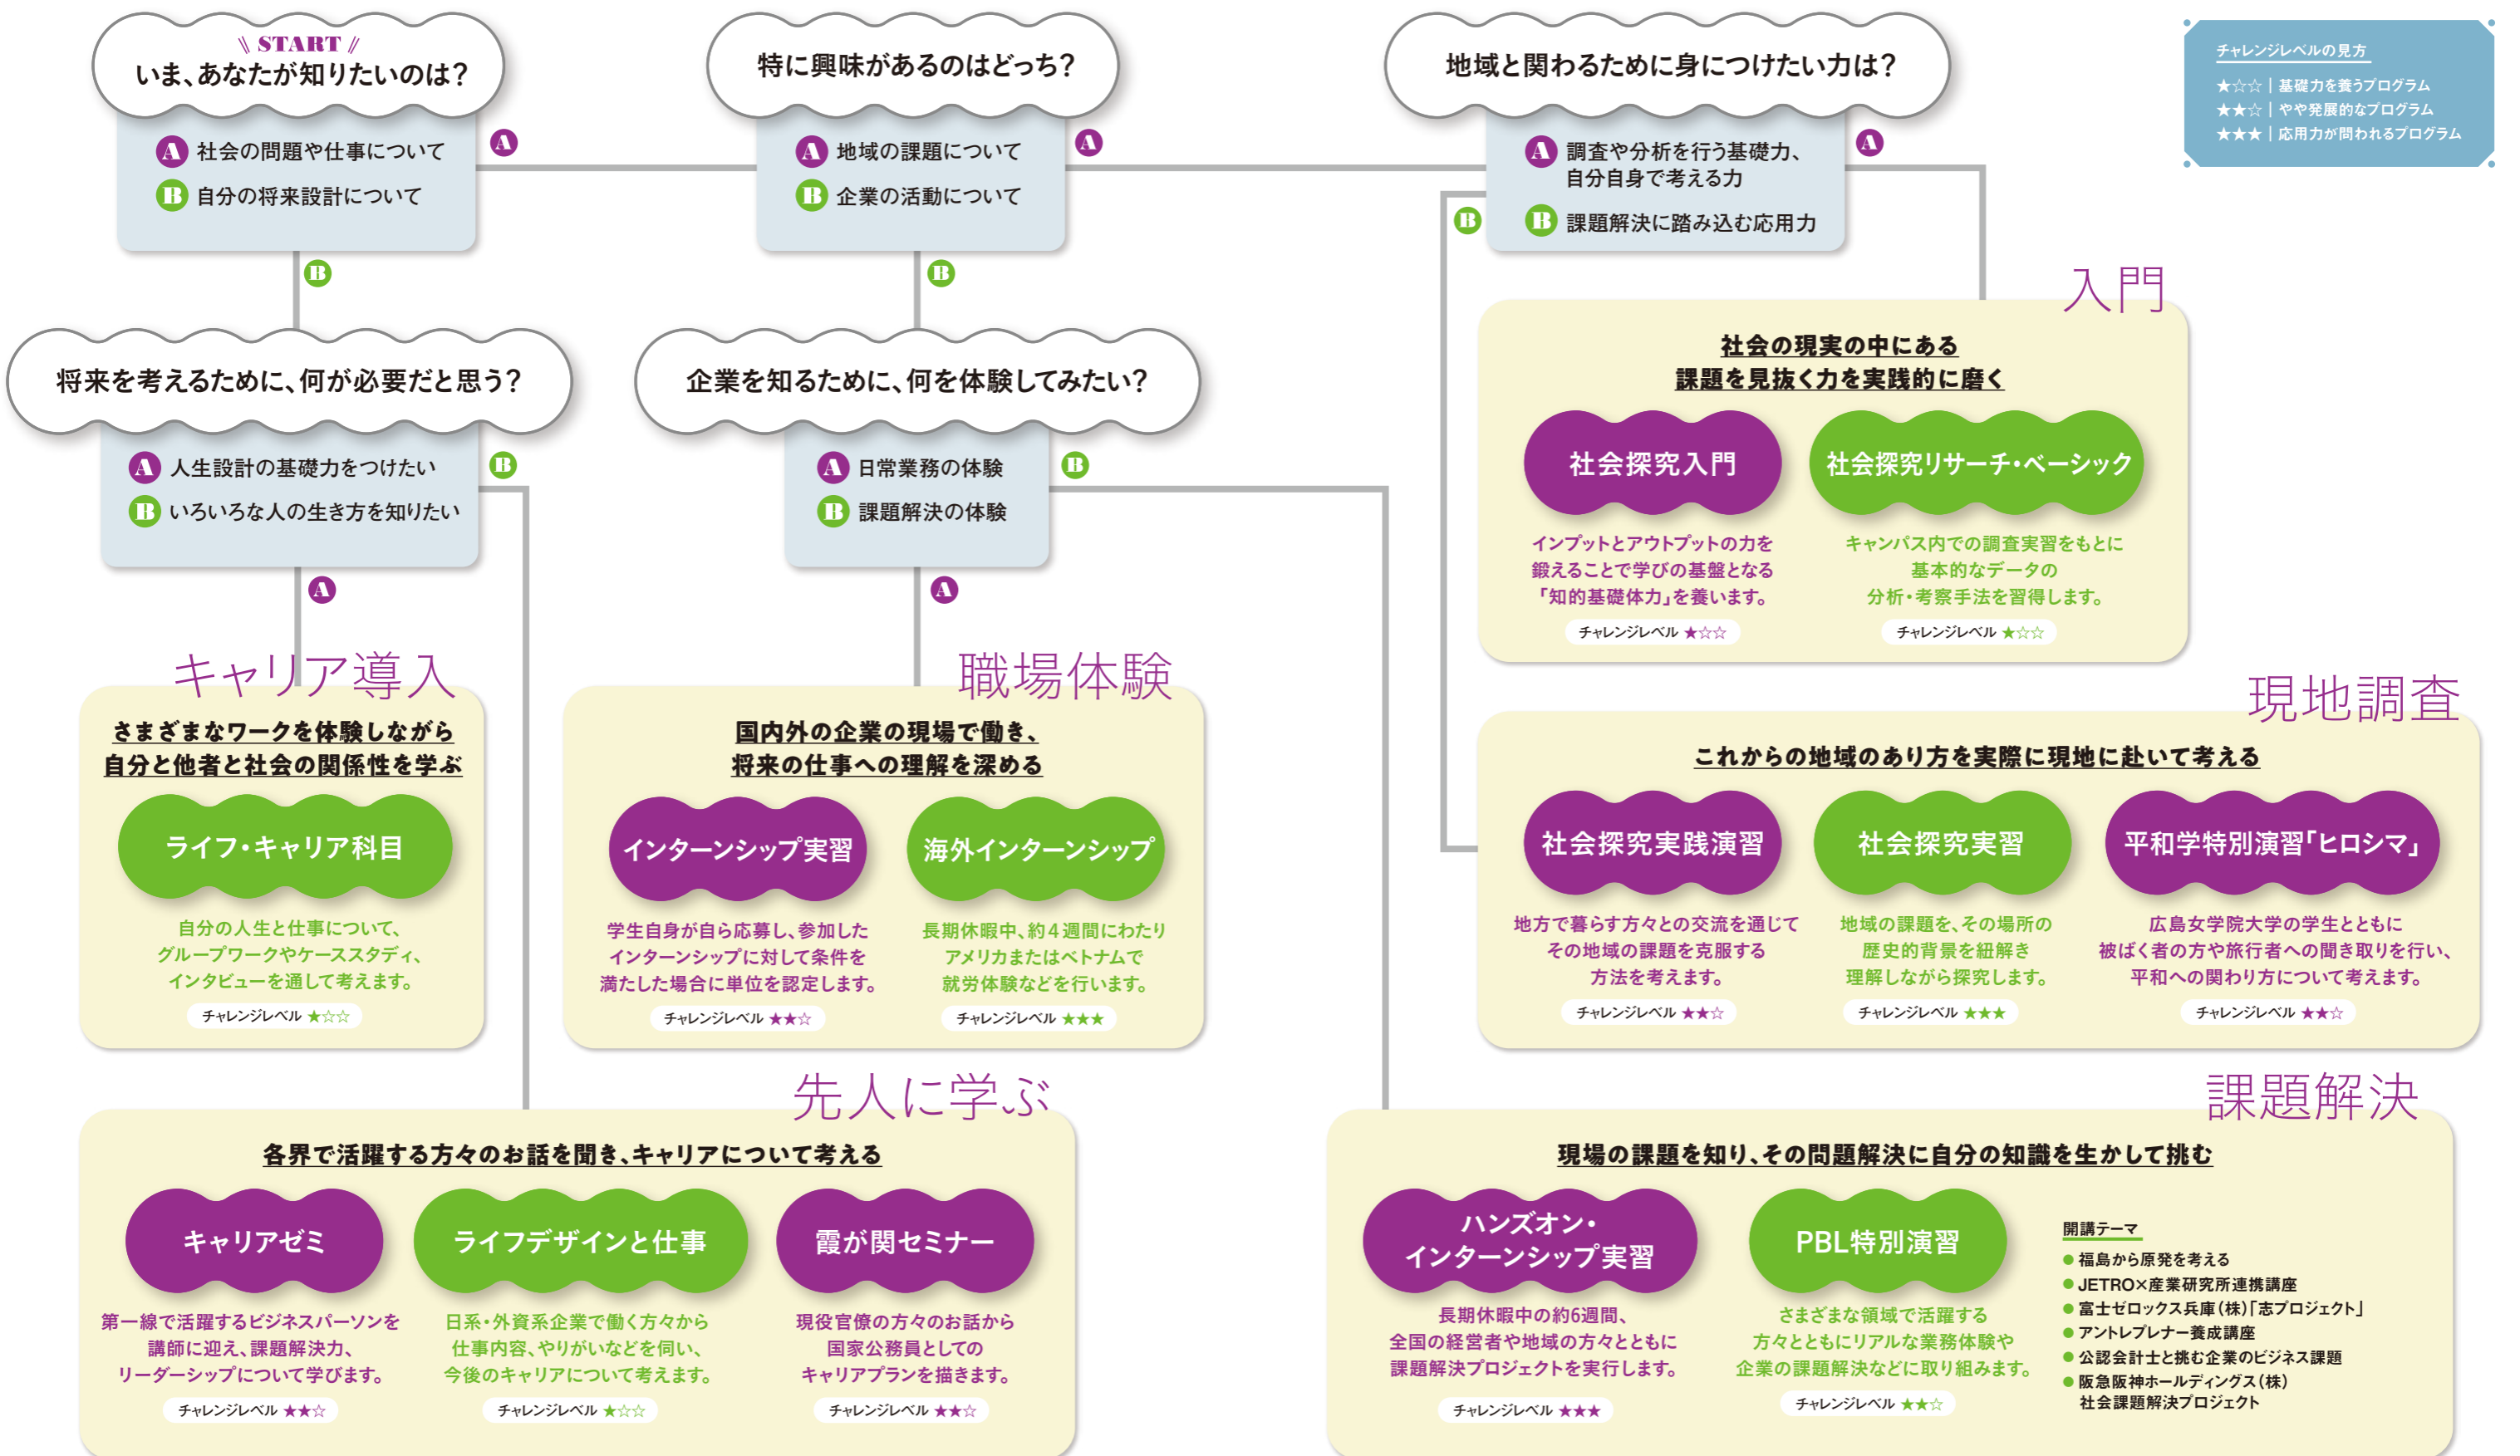 START
いま、あなたが知りたいのは？
A 社会の問題や仕事について
B 自分の将来設計について
A
B
特に興味があるのはどっち？
A 地域の課題について
B 企業の活動について
A
B
地域と関わるために身につけたい力は？
A 調査や分析を行う基礎力、
自分自身で考える力
B 課題解決に踏み込む応用力
A
B
チャレンジレベルの見方
★☆☆｜基礎力を養うプログラム
★★☆｜やや発展的なプログラム
★★★｜応用力が問われるプログラム
将来を考えるために、何が必要だと思う？
A 人生設計の基礎力をつけたい
B いろいろな人の生き方を知りたい
B
A
企業を知るために、何を体験してみたい？
A 日常業務の体験
B 課題解決の体験
B
A
入門
社会の現実の中にある
課題を見抜く力を実践的に磨く
社会探究入門
インプットとアウトプットの力を
鍛えることで学びの基盤となる
「知的基礎体力」を養います。
チャレンジレベル ★☆☆
社会探究リサーチ・ベーシック
キャンパス内での調査実習をもとに
基本的なデータの
分析・考察手法を習得します。
チャレンジレベル ★☆☆
キャリア導入
さまざまなワークを体験しながら
自分と他者と社会の関係性を学ぶ
ライフ・キャリア科目
自分の人生と仕事について、
グループワークやケーススタディ、
インタビューを通して考えます。
チャレンジレベル ★☆☆
職場体験
国内外の企業の現場で働き、
将来の仕事への理解を深める
インターンシップ実習
学生自身が自ら応募し、参加した
インターンシップに対して条件を
満たした場合に単位を認定します。
チャレンジレベル ★★☆
海外インターンシップ
長期休暇中、約4週間にわたり
アメリカまたはベトナムで
就労体験などを行います。
チャレンジレベル ★★★
現地調査
これからの地域のあり方を実際に現地に赴いて考える
社会探究実践演習
地方で暮らす方々との交流を通じて
その地域の課題を克服する
方法を考えます。
チャレンジレベル ★★☆
社会探究実習
地域の課題を、その場所の
歴史的背景を紐解き
理解しながら探究します。
チャレンジレベル ★★★
平和学特別演習「ヒロシマ」
広島女学院大学の学生とともに
被ばく者の方や旅行者への聞き取りを行い、
平和への関わり方について考えます。
チャレンジレベル ★★☆
先人に学ぶ
各界で活躍する方々のお話を聞き、キャリアについて考える
キャリアゼミ
第一線で活躍するビジネスパーソンを
講師に迎え、課題解決力、
リーダーシップについて学びます。
チャレンジレベル ★★☆
ライフデザインと仕事
日系・外資系企業で働く方々から
仕事内容、やりがいなどを伺い、
今後のキャリアについて考えます。
チャレンジレベル ★☆☆
霞が関セミナー
現役官僚の方々のお話から
国家公務員としての
キャリアプランを描きます。
チャレンジレベル ★★☆
課題解決
現場の課題を知り、その問題解決に自分の知識を生かして挑む
ハンズオン・
インターンシップ実習
長期休暇中の約6週間、
全国の経営者や地域の方々とともに
課題解決プロジェクトを実行します。
チャレンジレベル ★★★
PBL特別演習
さまざまな領域で活躍する
方々とともにリアルな業務体験や
企業の課題解決などに取り組みます。
チャレンジレベル ★★☆
開講テーマ
●福島から原発を考える
●JETRO×産業研究所連携講座
●富士ゼロックス兵庫（株）「志プロジェクト」
●アントレプレナー養成講座
●公認会計士と挑む企業のビジネス課題
●阪急阪神ホールディングス（株）
社会課題解決プロジェクト